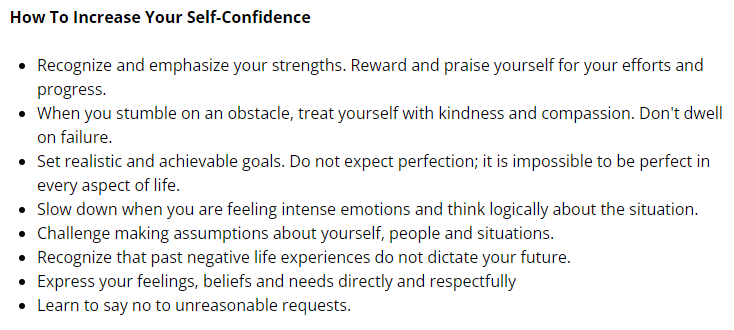 How To Increase Your Self-Confidence
• Recognize and emphasize your strengths. Reward and praise yourself for your efforts and
progress.
• When you stumble on an obstacle, treat yourself with kindness and compassion. Don't dwell
on failure.
• Set realistic and achievable goals. Do not expect perfection; it is impossible to be perfect in
every aspect of life.
• Slow down when you are feeling intense emotions and think logically about the situation.
• Challenge making assumptions about yourself, people and situations.
• Recognize that past negative life experiences do not dictate your future.
• Express your feelings, beliefs and needs directly and respectfully
• Learn to say no to unreasonable requests.